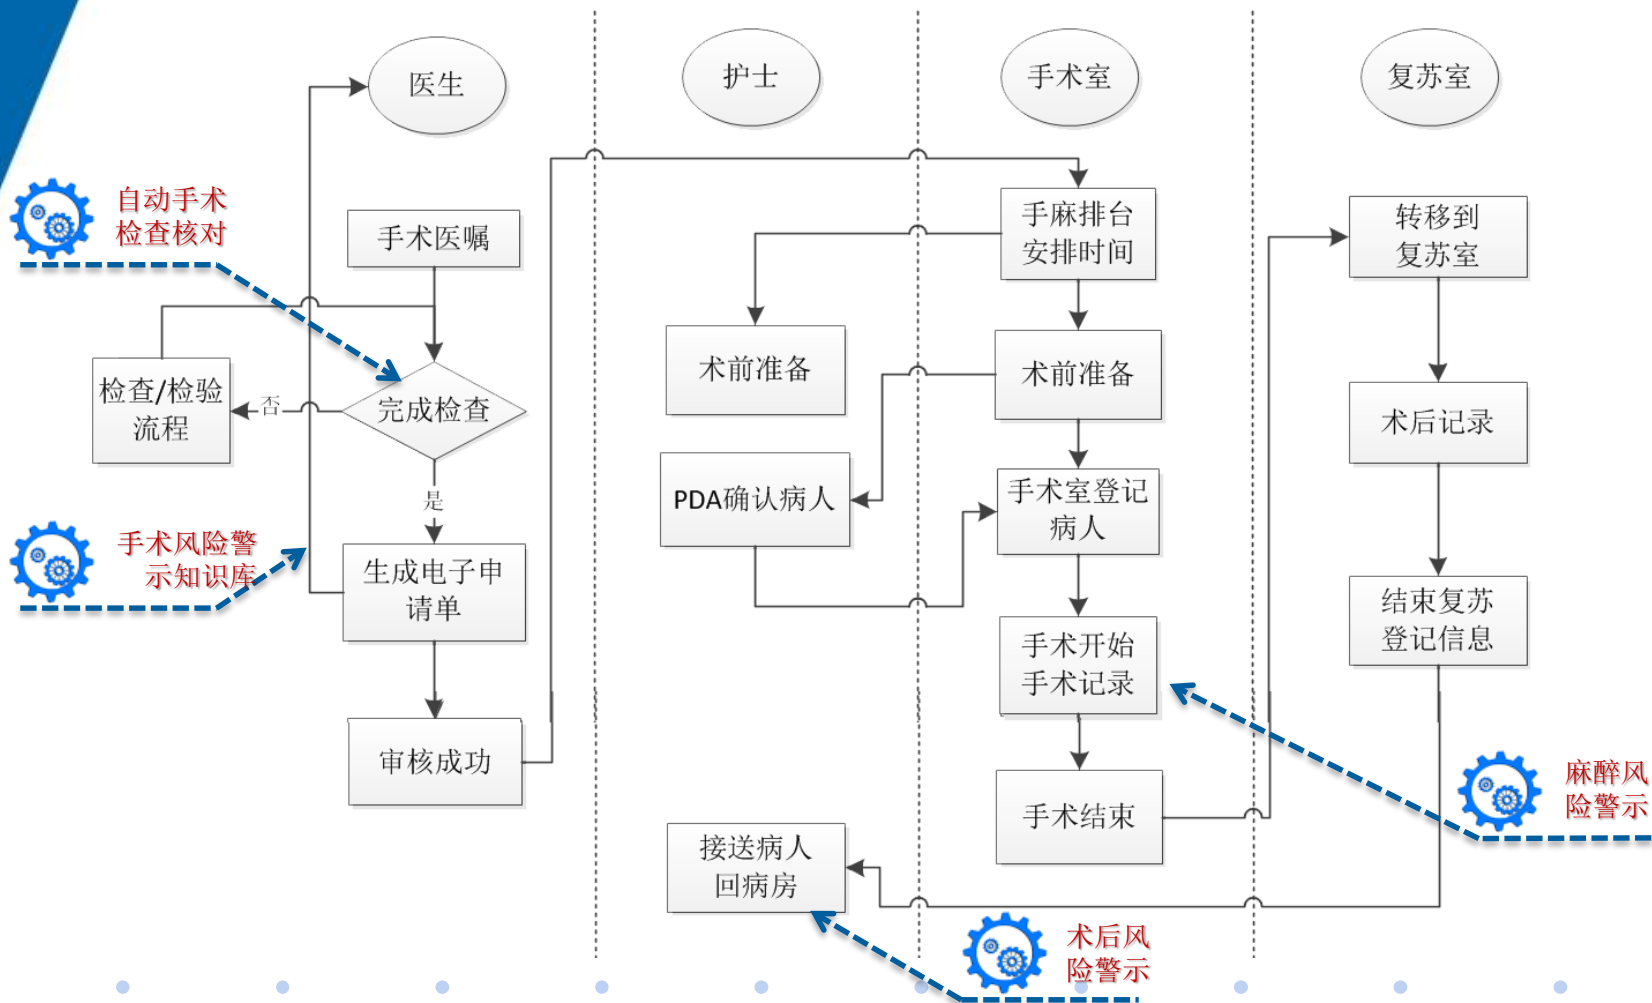 医生
护士
手术室
复苏室
自动手术
检查核对
手术医嘱
手麻排台
安排时间
转移到
复苏室
检查/检验
流程
否
完成检查
术前准备
术前准备
术后记录
是
PDA确认病人
手术室登记
病人
手术风险警
示知识库
生成电子申
请单
手术开始
手术记录
结束复苏
登记信息
审核成功
手术结束
麻醉风
险警示
接送病人
回病房
术后风
险警示